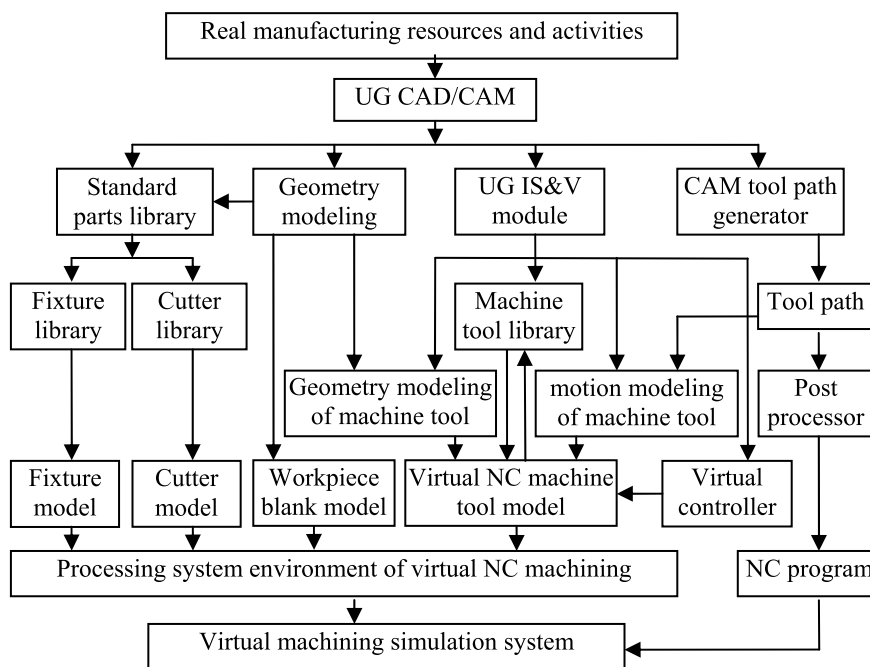 Real manufacturing resources and activities
UG CAD/CAM
Standard
parts library
Geometry
modeling
UG IS&V
module
CAM tool path
generator
Fixture
library
Cutter
library
Machine
tool library
Tool path
Geometry modeling
of machine tool
motion modeling
of machine tool
Post
processor
Fixture
model
Cutter
model
Workpiece
blank model
Virtual NC machine
tool model
Virtual
controller
Processing system environment of virtual NC machining
NC program
Virtual machining simulation system